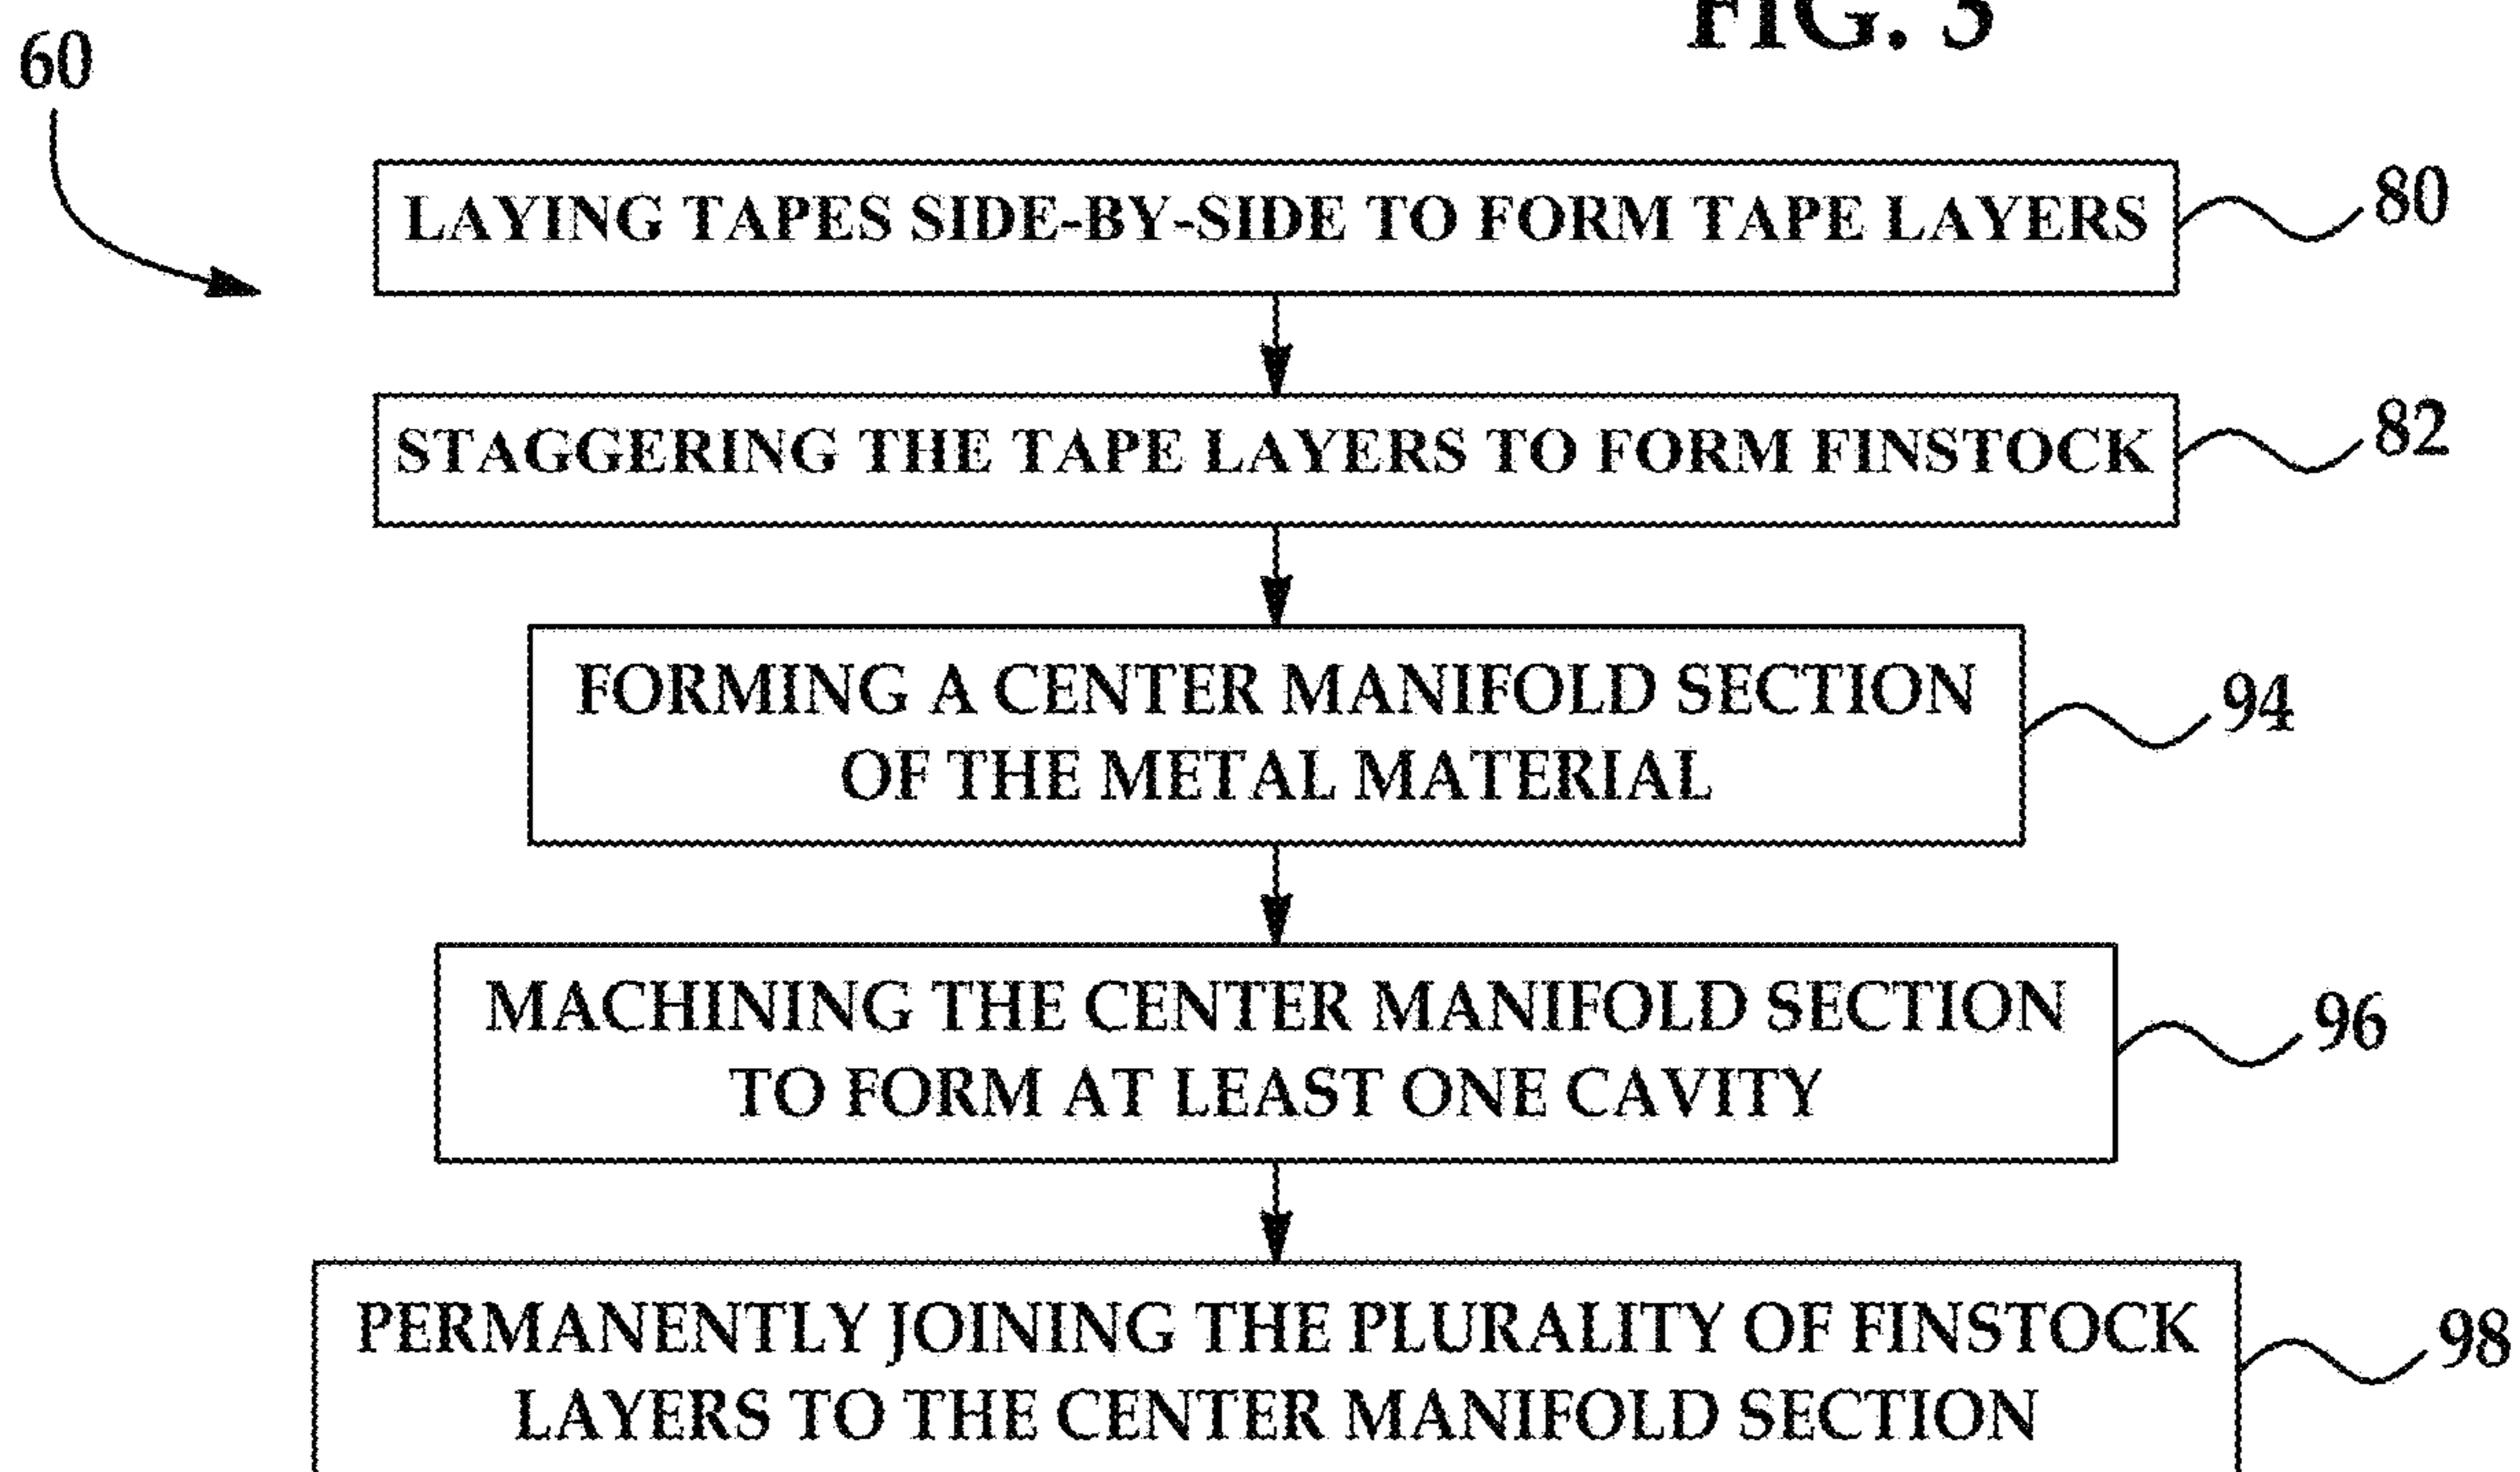 FIG. 3
60
LAYING TAPES SIDE-BY-SIDE TO FORM TAPE LAYERS
80
STAGGERING THE TAPE LAYERS TO FORM FINSTOCK
82
FORMING A CENTER MANIFOLD SECTION
OF THE METAL MATERIAL
94
MACHINING THE CENTER MANIFOLD SECTION
TO FORM AT LEAST ONE CAVITY
96
PERMANENTLY JOINING THE PLURALITY OF FINSTOCK
LAYERS TO THE CENTER MANIFOLD SECTION
98